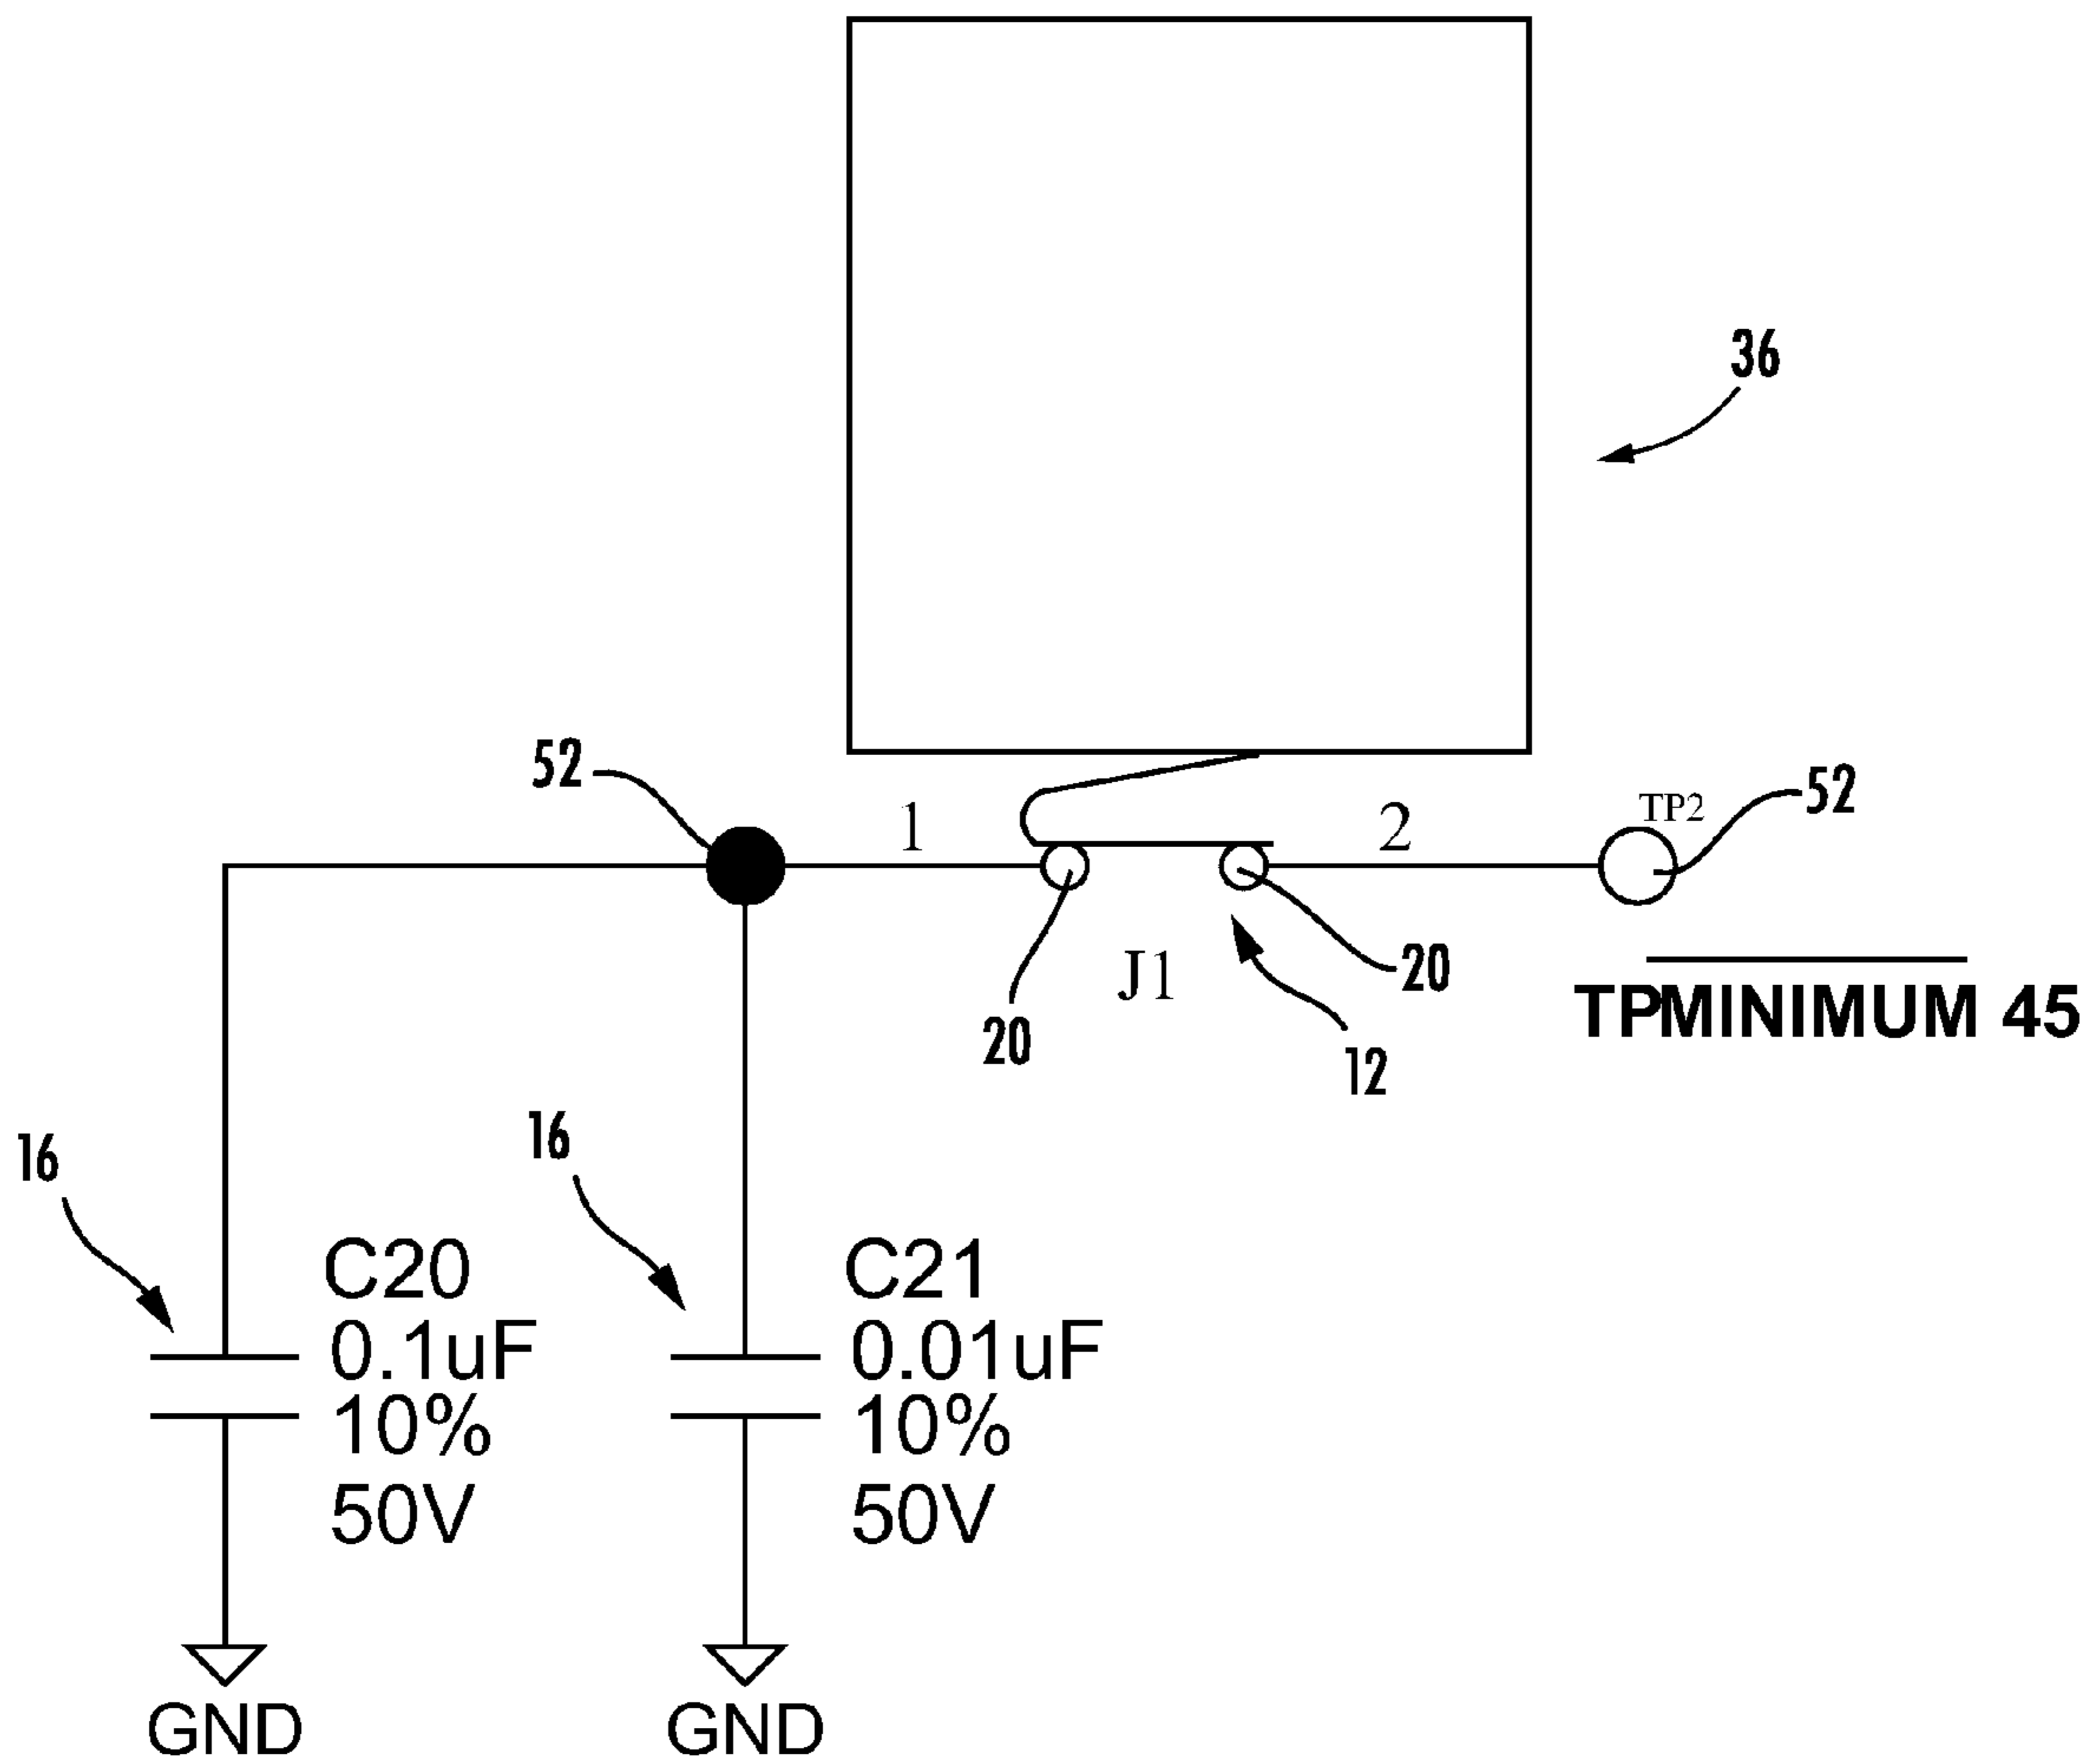 36
52
1
2
TP2
52
20
J1
20
12
TPMINIMUM 45
16
16
C20
0.1uF
10%
50V
C21
0.01uF
10%
50V
GND
GND